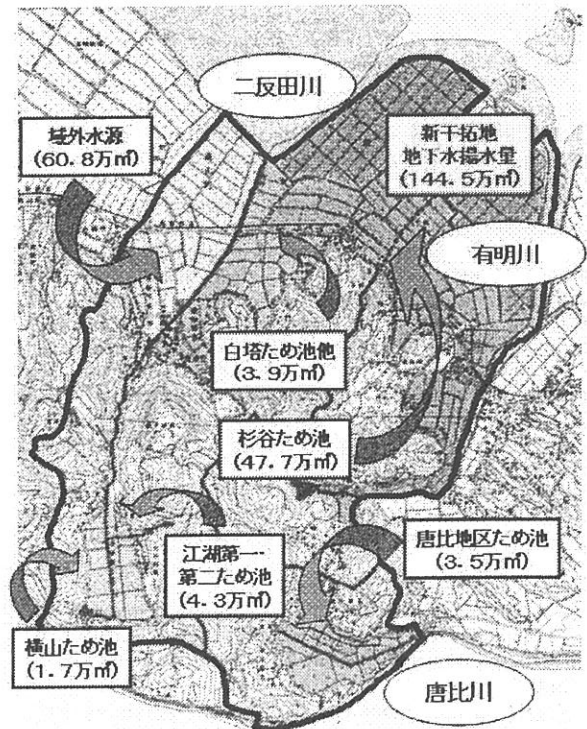 二反田川
域外水源
(60.8万㎥)
新干拓地
地下水揚水量
(144.5万㎥)
有明川
白塔ため池他
(3.9万㎥)
杉谷ため池
(47.7万㎥)
江湖第一・
第二ため池
(4.3万㎥)
唐比地区ため池
(3.5万㎥)
横山ため池
(1.7万㎥)
唐比川